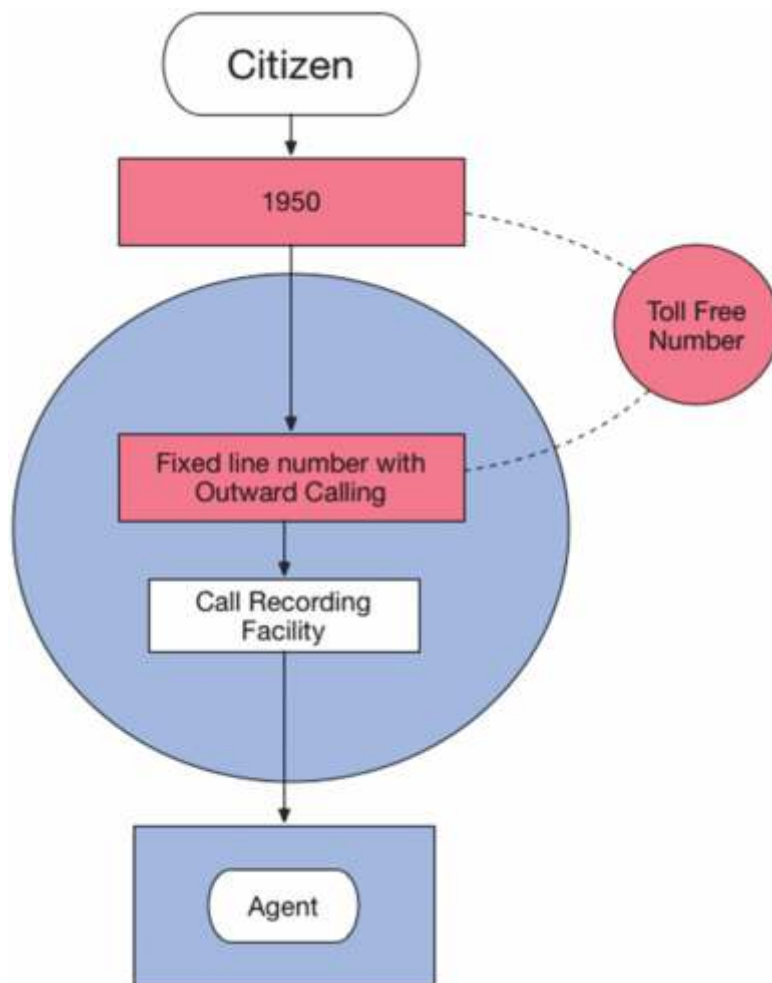 Citizen
1950
Toll Free
Number
Fixed line number with
Outward Calling
Call Recording
Facility
Agent